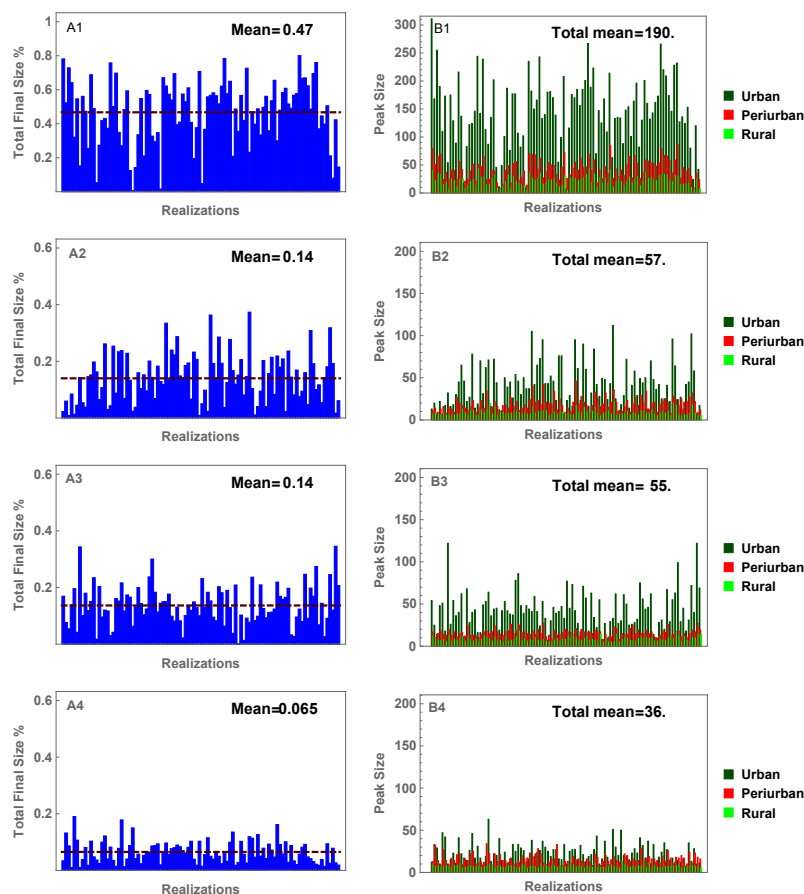 A1
Mean= 0.47
Total Final Size %
1
0.8
0.6
0.4
0.2
Realizations
B1
Total mean=190.
Peak Size
300
250
200
150
100
50
0
Realizations
Urban
Periurban
Rural
A2
Mean= 0.14
Total Final Size %
0.6
0.4
0.2
Realizations
B2
Total mean=57.
Peak Size
200
150
100
50
0
Realizations
Urban
Periurban
Rural
A3
Mean= 0.14
Total Final Size %
0.6
0.4
0.2
Realizations
B3
Total mean= 55.
Peak Size
200
150
100
50
0
Realizations
Urban
Periurban
Rural
A4
Mean=0.065
Total Final Size %
0.6
0.4
0.2
Realizations
B4
Total mean=36.
Peak Size
200
150
100
50
0
Realizations
Urban
Periurban
Rural